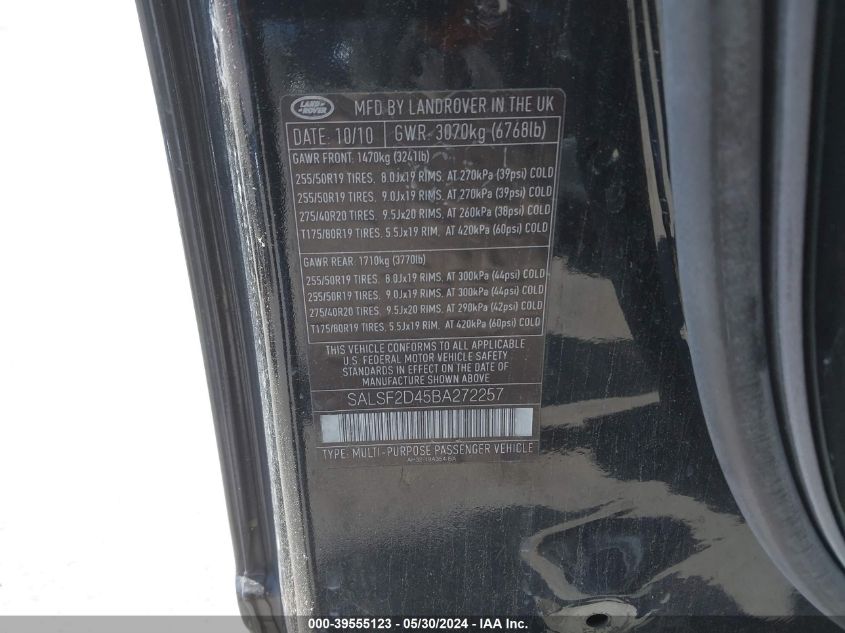 LAND ROVER
MFD BY LANDROVER IN THE UK
DATE: 10/10 GWR: 3070kg (6768lb)
GAWR FRONT: 1470kg (3241lb)
255/50R19 TIRES, 8.0Jx19 RIMS, AT 270kPa (39psi) COLD
255/50R19 TIRES, 9.0Jx19 RIMS, AT 270kPa (39psi) COLD
275/40R20 TIRES, 9.5Jx20 RIMS, AT 260kPa (38psi) COLD
T175/80R19 TIRES, 5.5Jx19 RIM, AT 420kPa (60psi) COLD
GAWR REAR: 1710kg (3770lb)
255/50R19 TIRES, 8.0Jx19 RIMS, AT 300kPa (44psi) COLD
255/50R19 TIRES, 9.0Jx19 RIMS, AT 300kPa (44psi) COLD
275/40R20 TIRES, 9.5Jx20 RIMS, AT 290kPa (42psi) COLD
T175/80R19 TIRES, 5.5Jx19 RIM, AT 420kPa (60psi) COLD
THIS VEHICLE CONFORMS TO ALL APPLICABLE
U.S. FEDERAL MOTOR VEHICLE SAFETY
STANDARDS IN EFFECT ON THE DATE OF
MANUFACTURE SHOWN ABOVE
SALSF2D45BA272257
TYPE: MULTI-PURPOSE PASSENGER VEHICLE
000-39555123 - 05/30/2024 - IAA Inc.